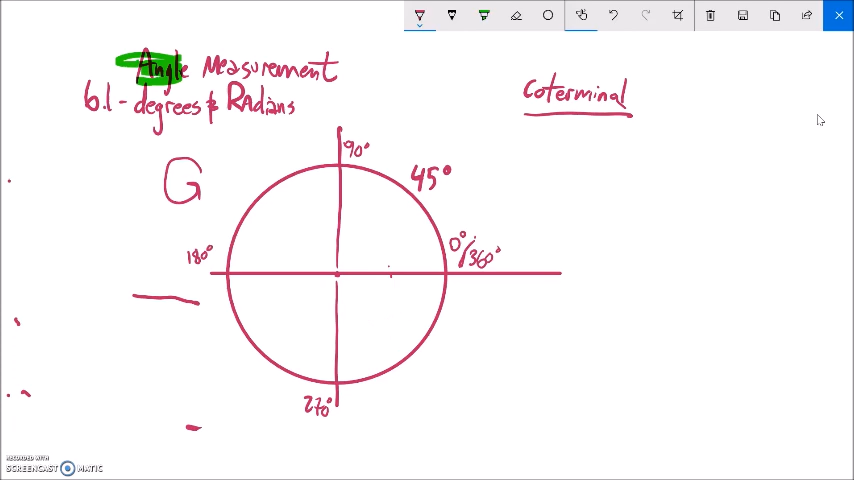 Angle Measurement
6.1 - degrees & Radians
Coterminal
90°
G
45°
0°/360°
180°
270°
RECORDED WITH
SCREENCAST MATIC